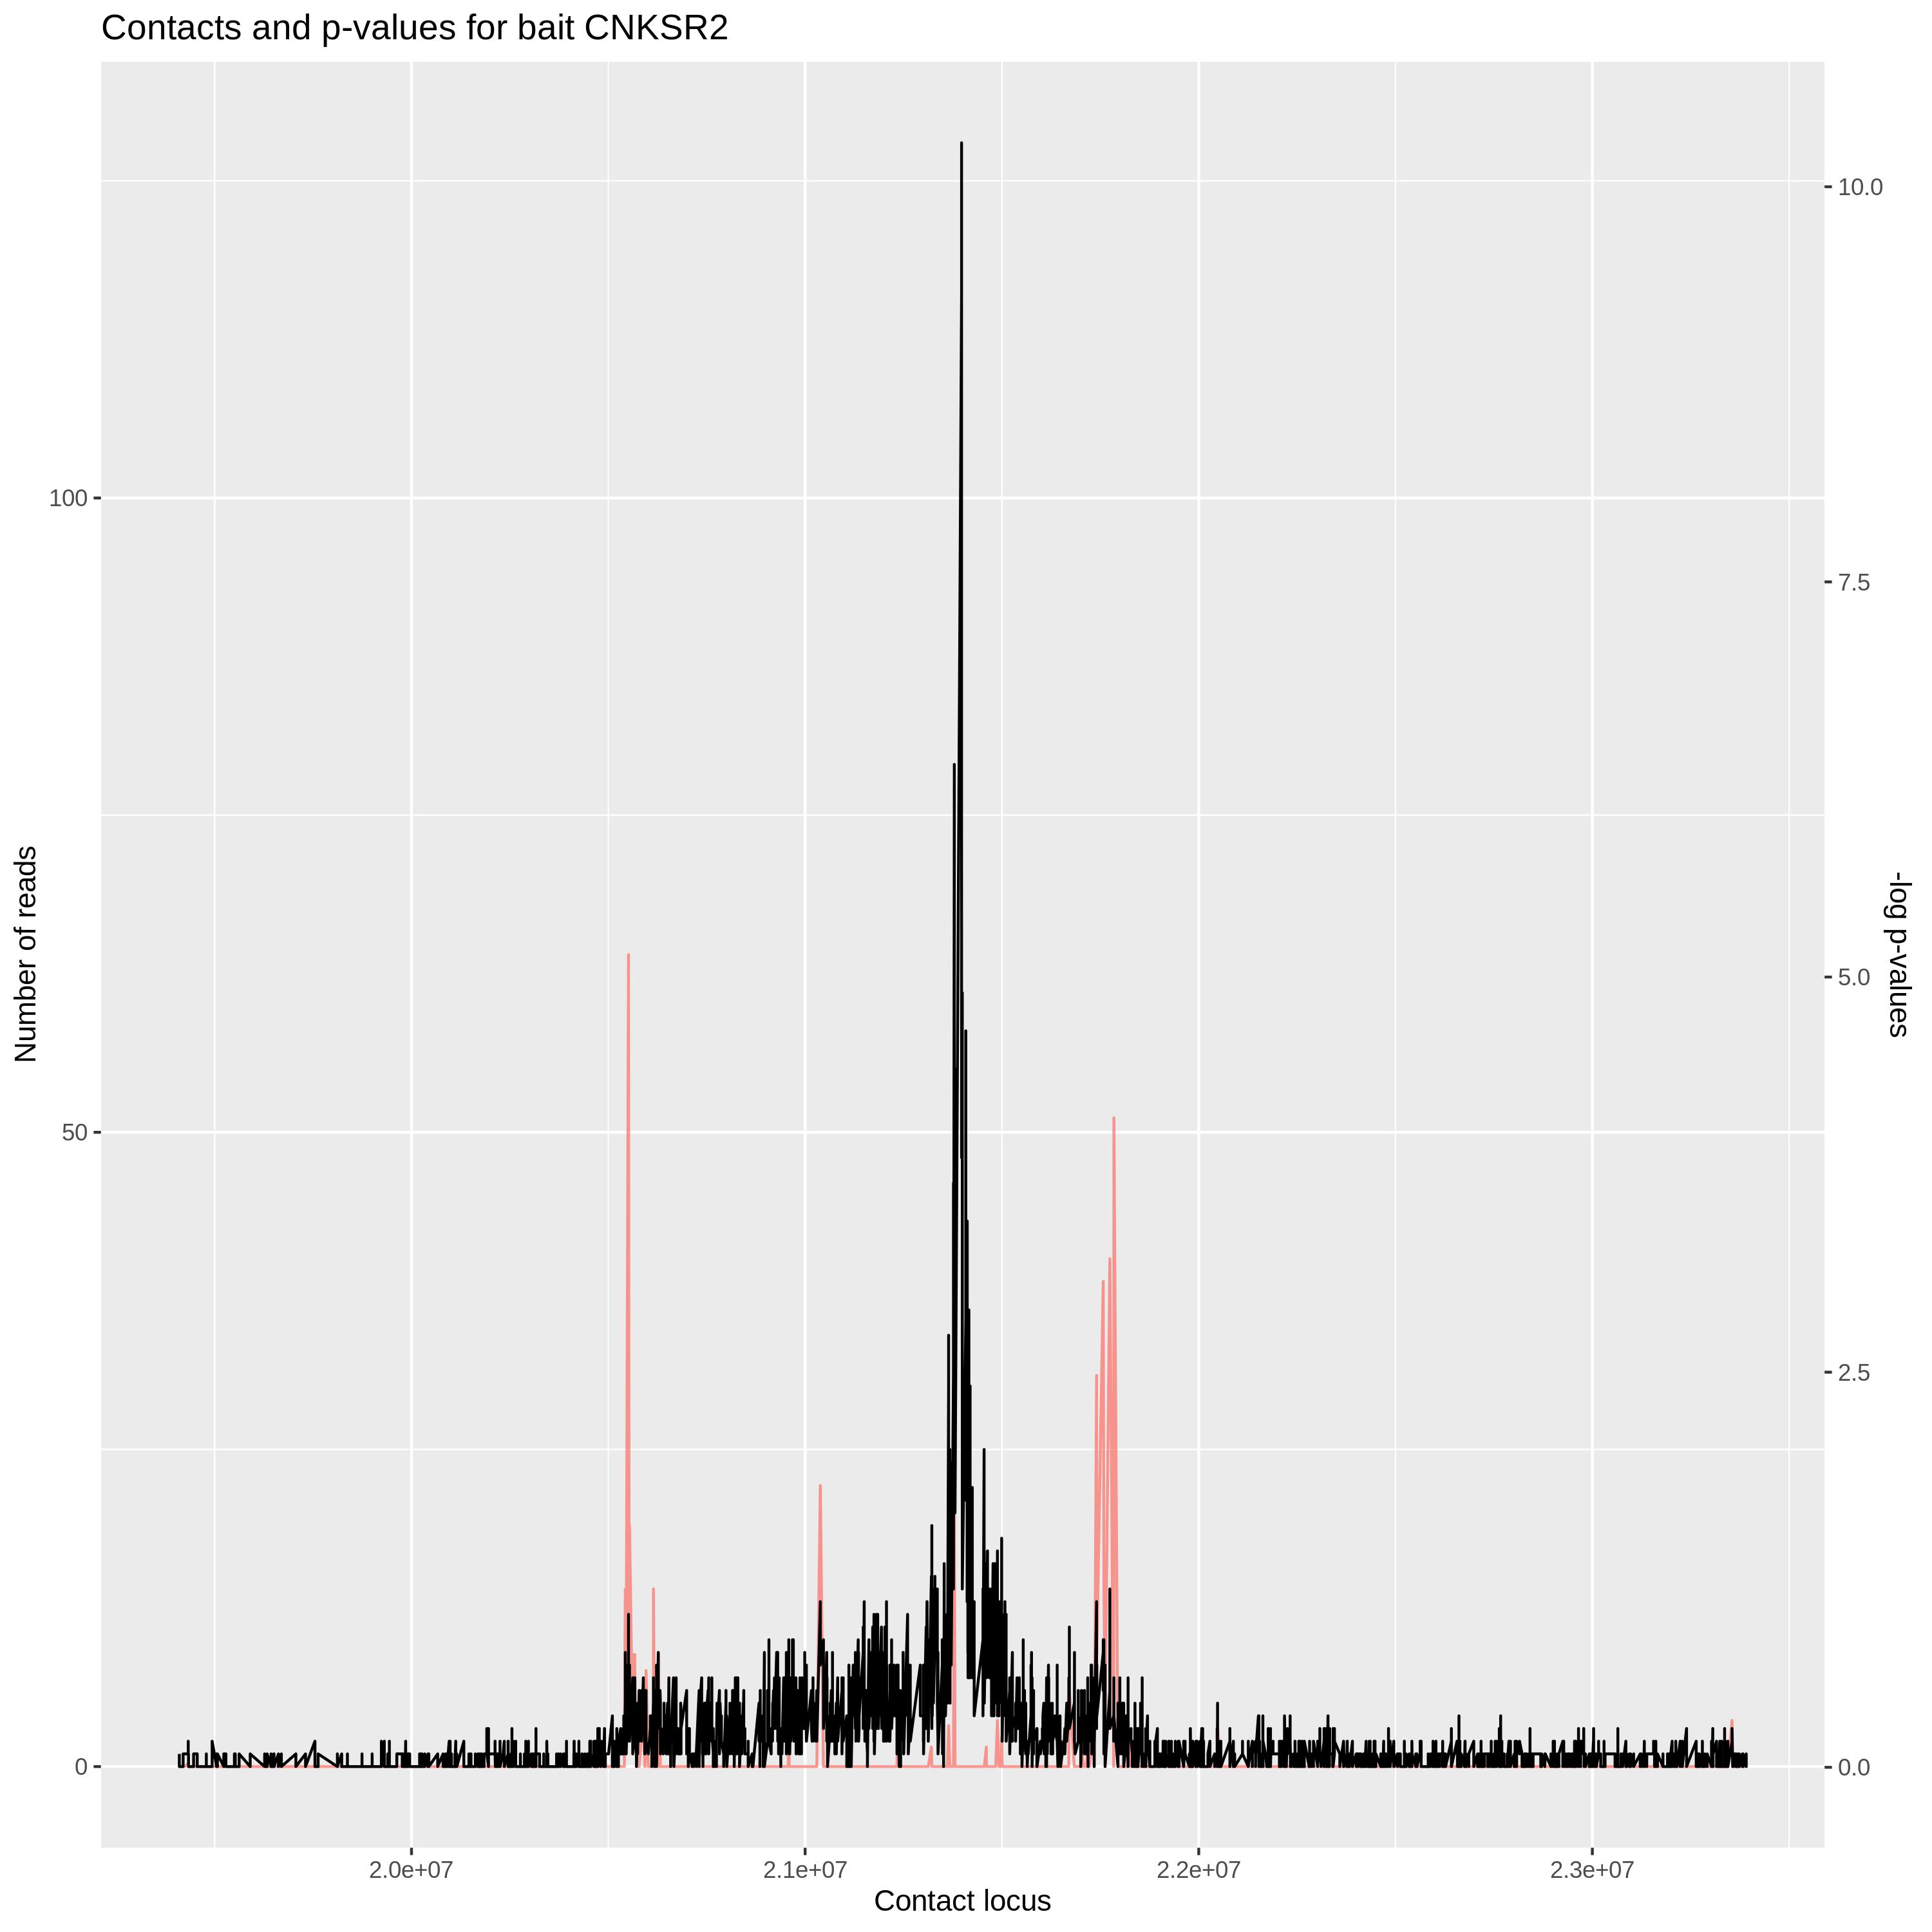 Contacts and p-values for bait CNKSR2
10.0
100
7.5
Number of reads
-log p-values
5.0
50
2.5
0
0.0
2.0e+07 2.1e+07 2.2e+07 2.3e+07
Contact locus